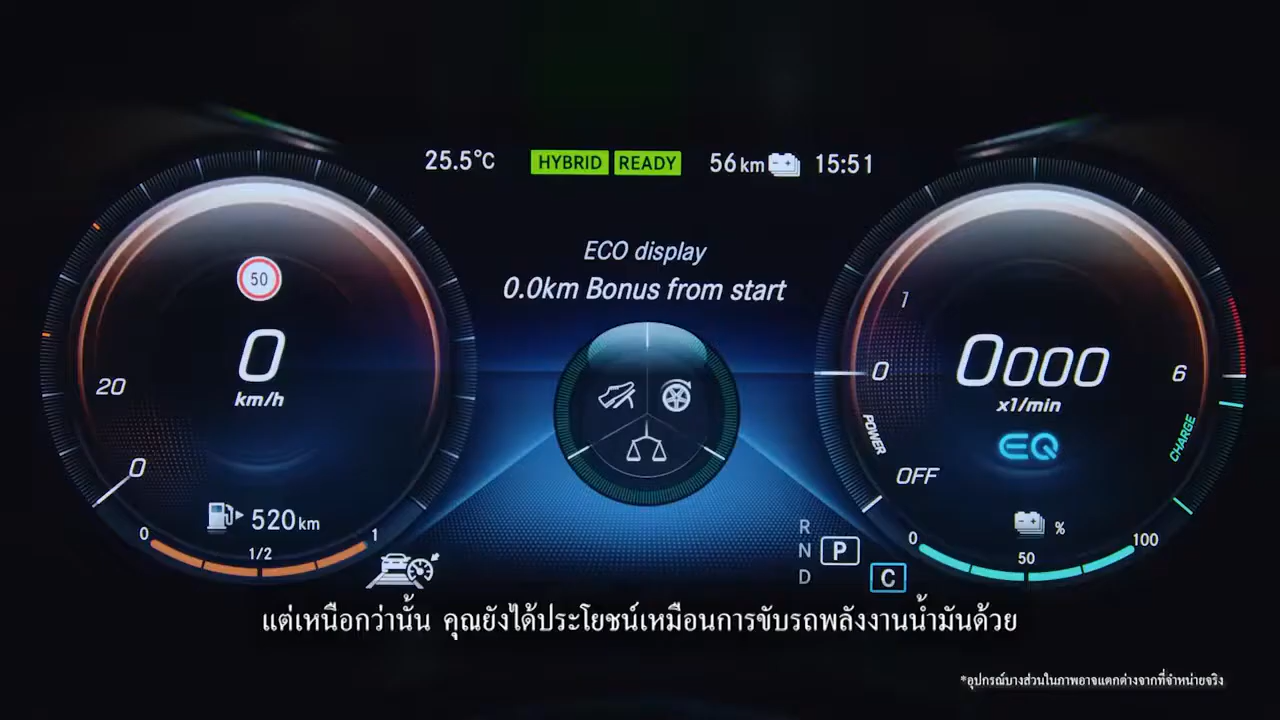 25.5°C HYBRID READY 56 km 15:51
ECO display
0.0km Bonus from start
50
0
km/h
20
0
520 km
0 1/2 1
1
0
0000
x1/min
6
EQ
POWER
CHARGE
OFF
%
0 50 100
R
N P
D C
แต่เหนือกว่านั้น คุณยังได้ประโยชน์เหมือนการขับรถพลังงานน้ำมันด้วย
*อุปกรณ์บางส่วนในภาพอาจแตกต่างจากที่จำหน่ายจริง